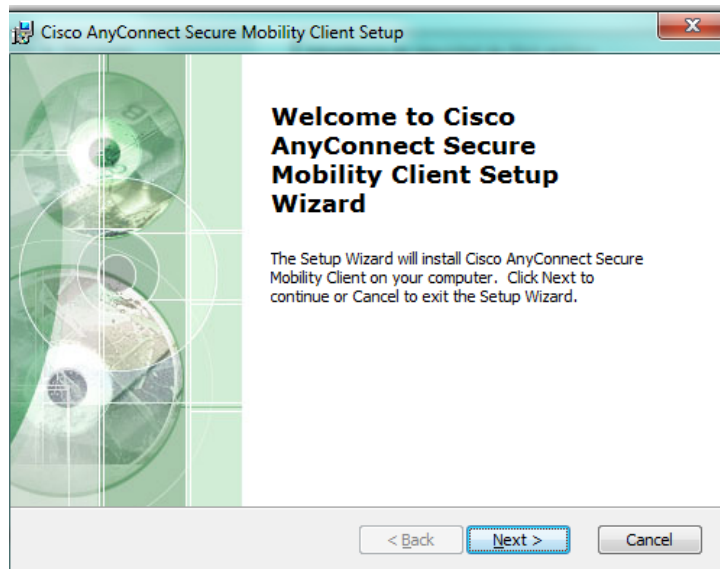 Cisco AnyConnect Secure Mobility Client Setup
Welcome to Cisco
AnyConnect Secure
Mobility Client Setup
Wizard
The Setup Wizard will install Cisco AnyConnect Secure
Mobility Client on your computer. Click Next to
continue or Cancel to exit the Setup Wizard.
< Back
Next >
Cancel